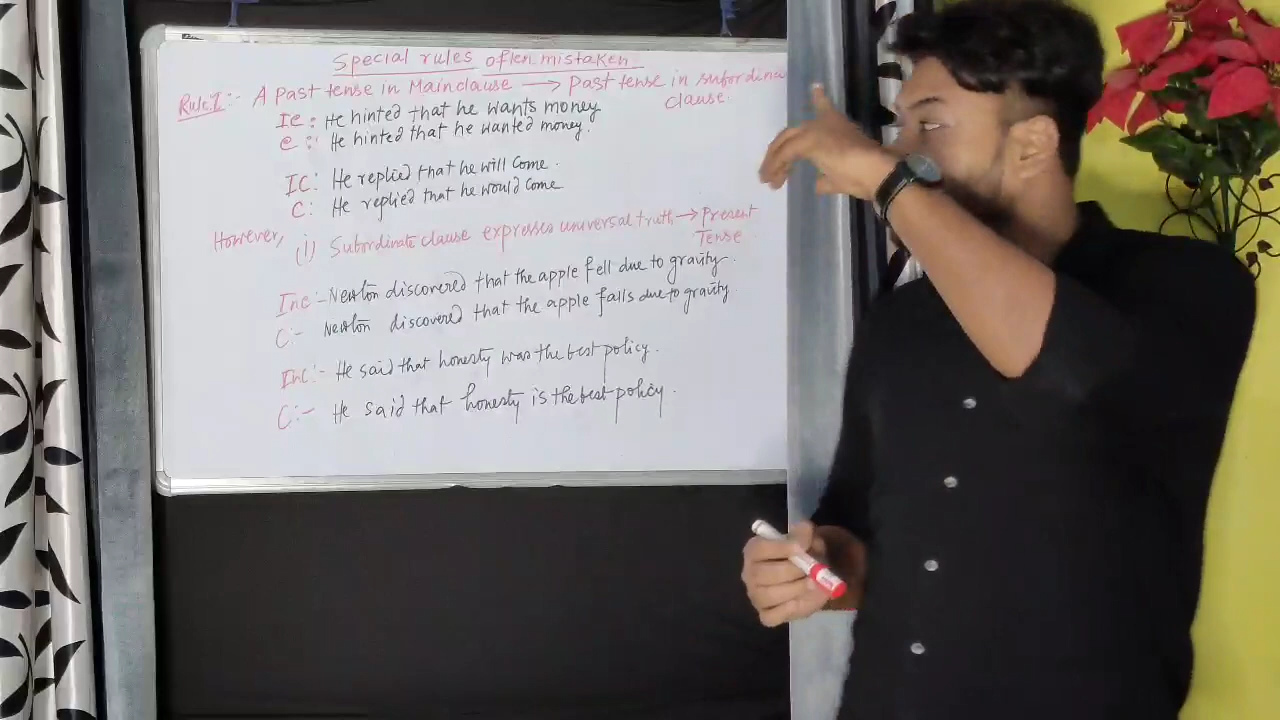 Special rules often mistaken
Rule:1:- A Past tense in Mainclause → Past tense in subordina
clause.
Ie: He hinted that he wants money
e:: He hinted that he wanted money.
IC: He replied that he will come.
C: He replied that he would come
However, (i) Subordinate clause expresses universal truth → Present
Tense
Inc:- Newton discovered that the apple fell due to gravity.
C:- Newton discovered that the apple falls due to gravity
Inc:- He said that honesty was the best policy.
C:- He said that honesty is the best policy.